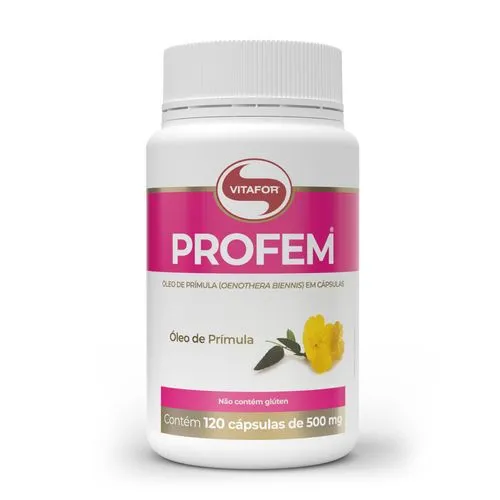 VITAFOR®
PROFEM®
ÓLEO DE PRÍMULA (OENOTHERA BIENNIS) EM CÁPSULAS
Óleo de Prímula
Não contém glúten
Contém 120 cápsulas de 500 mg